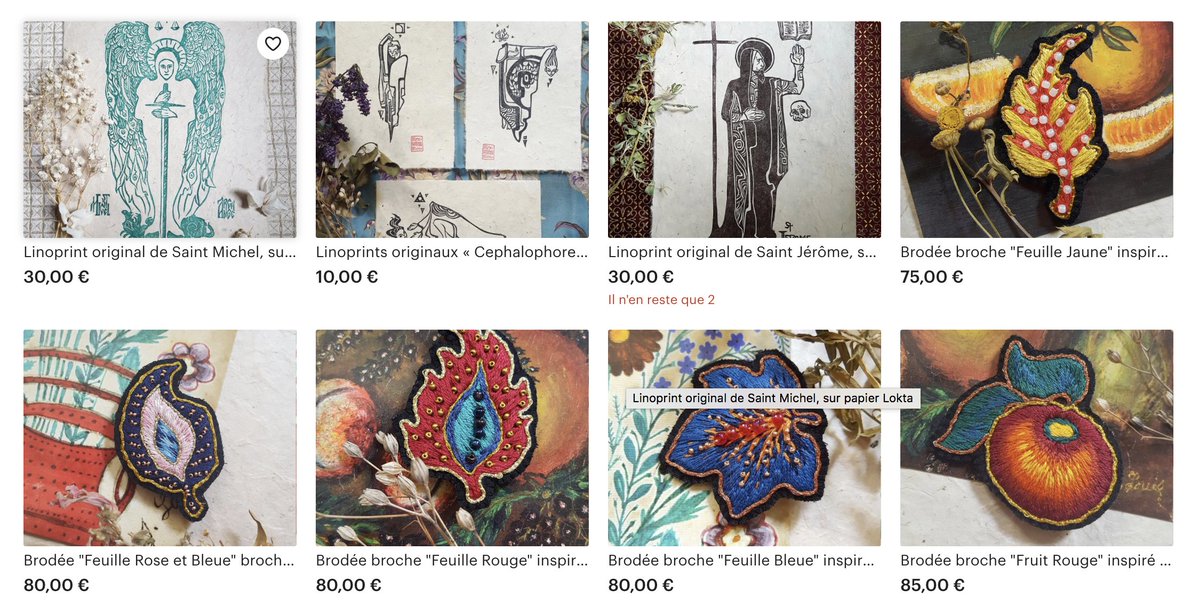 Linoprint original de Saint Michel, su...
30,00 €
Linoprints originaux « Cephalophore...
10,00 €
ST
Linoprint original de Saint Jérôme, s...
30,00 €
Il n'en reste que 2
Brodée broche "Feuille Jaune" inspir...
75,00 €
Brodée "Feuille Rose et Bleue" broch...
80,00 €
Brodée broche "Feuille Rouge" inspir...
80,00 €
Linoprint original de Saint Michel, sur papier Lokta
Brodée broche "Feuille Bleue" inspir...
80,00 €
Brodée broche "Fruit Rouge" inspiré ...
85,00 €